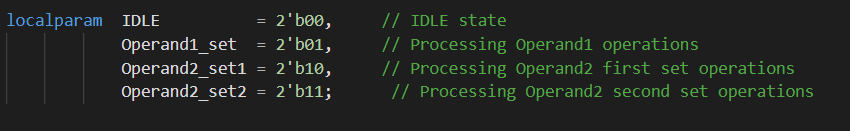 localparam  IDLE         = 2'b00,     // IDLE state
            Operand1_set  = 2'b01,     // Processing Operand1 operations
            Operand2_set1 = 2'b10,     // Processing Operand2 first set operations
            Operand2_set2 = 2'b11;      // Processing Operand2 second set operations